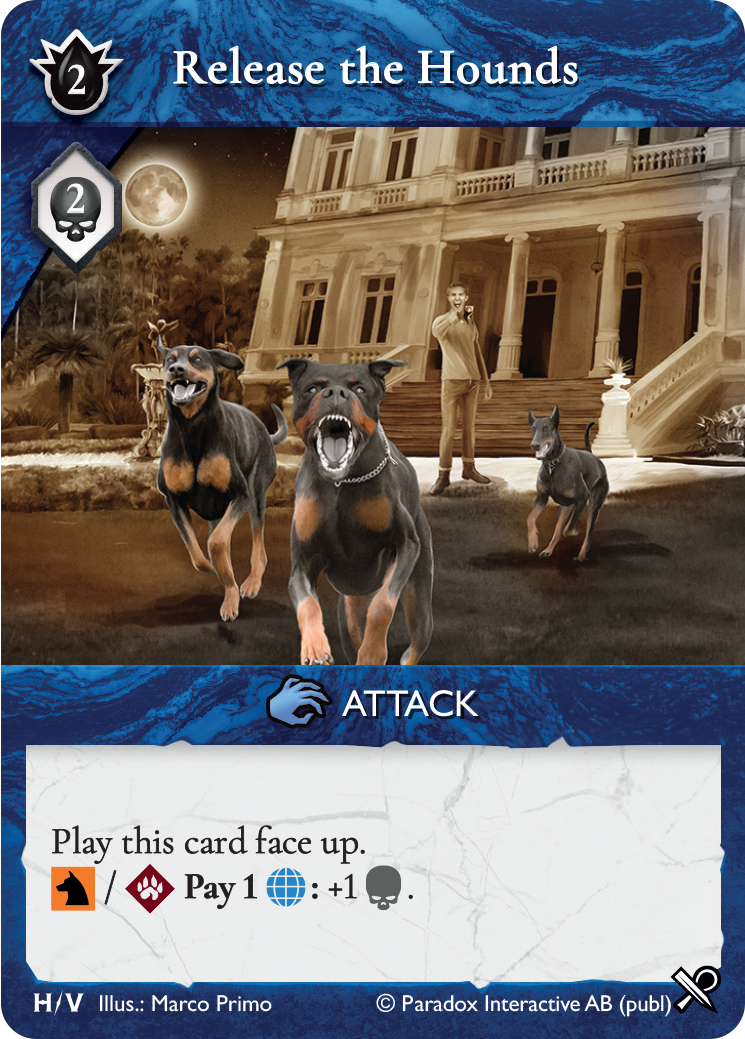 2
Release the Hounds
2
ATTACK
Play this card face up.
/ Pay 1 : +1 .
H/V Illus.: Marco Primo © Paradox Interactive AB (publ)